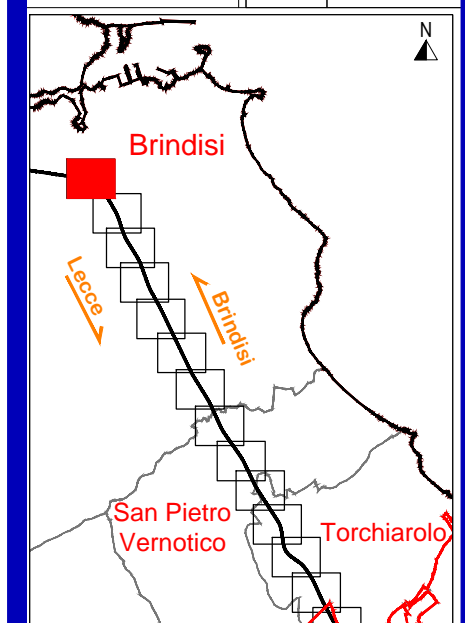 N
Brindisi
Lecce
Brindisi
San Pietro
Vernotico
Torchiarolo